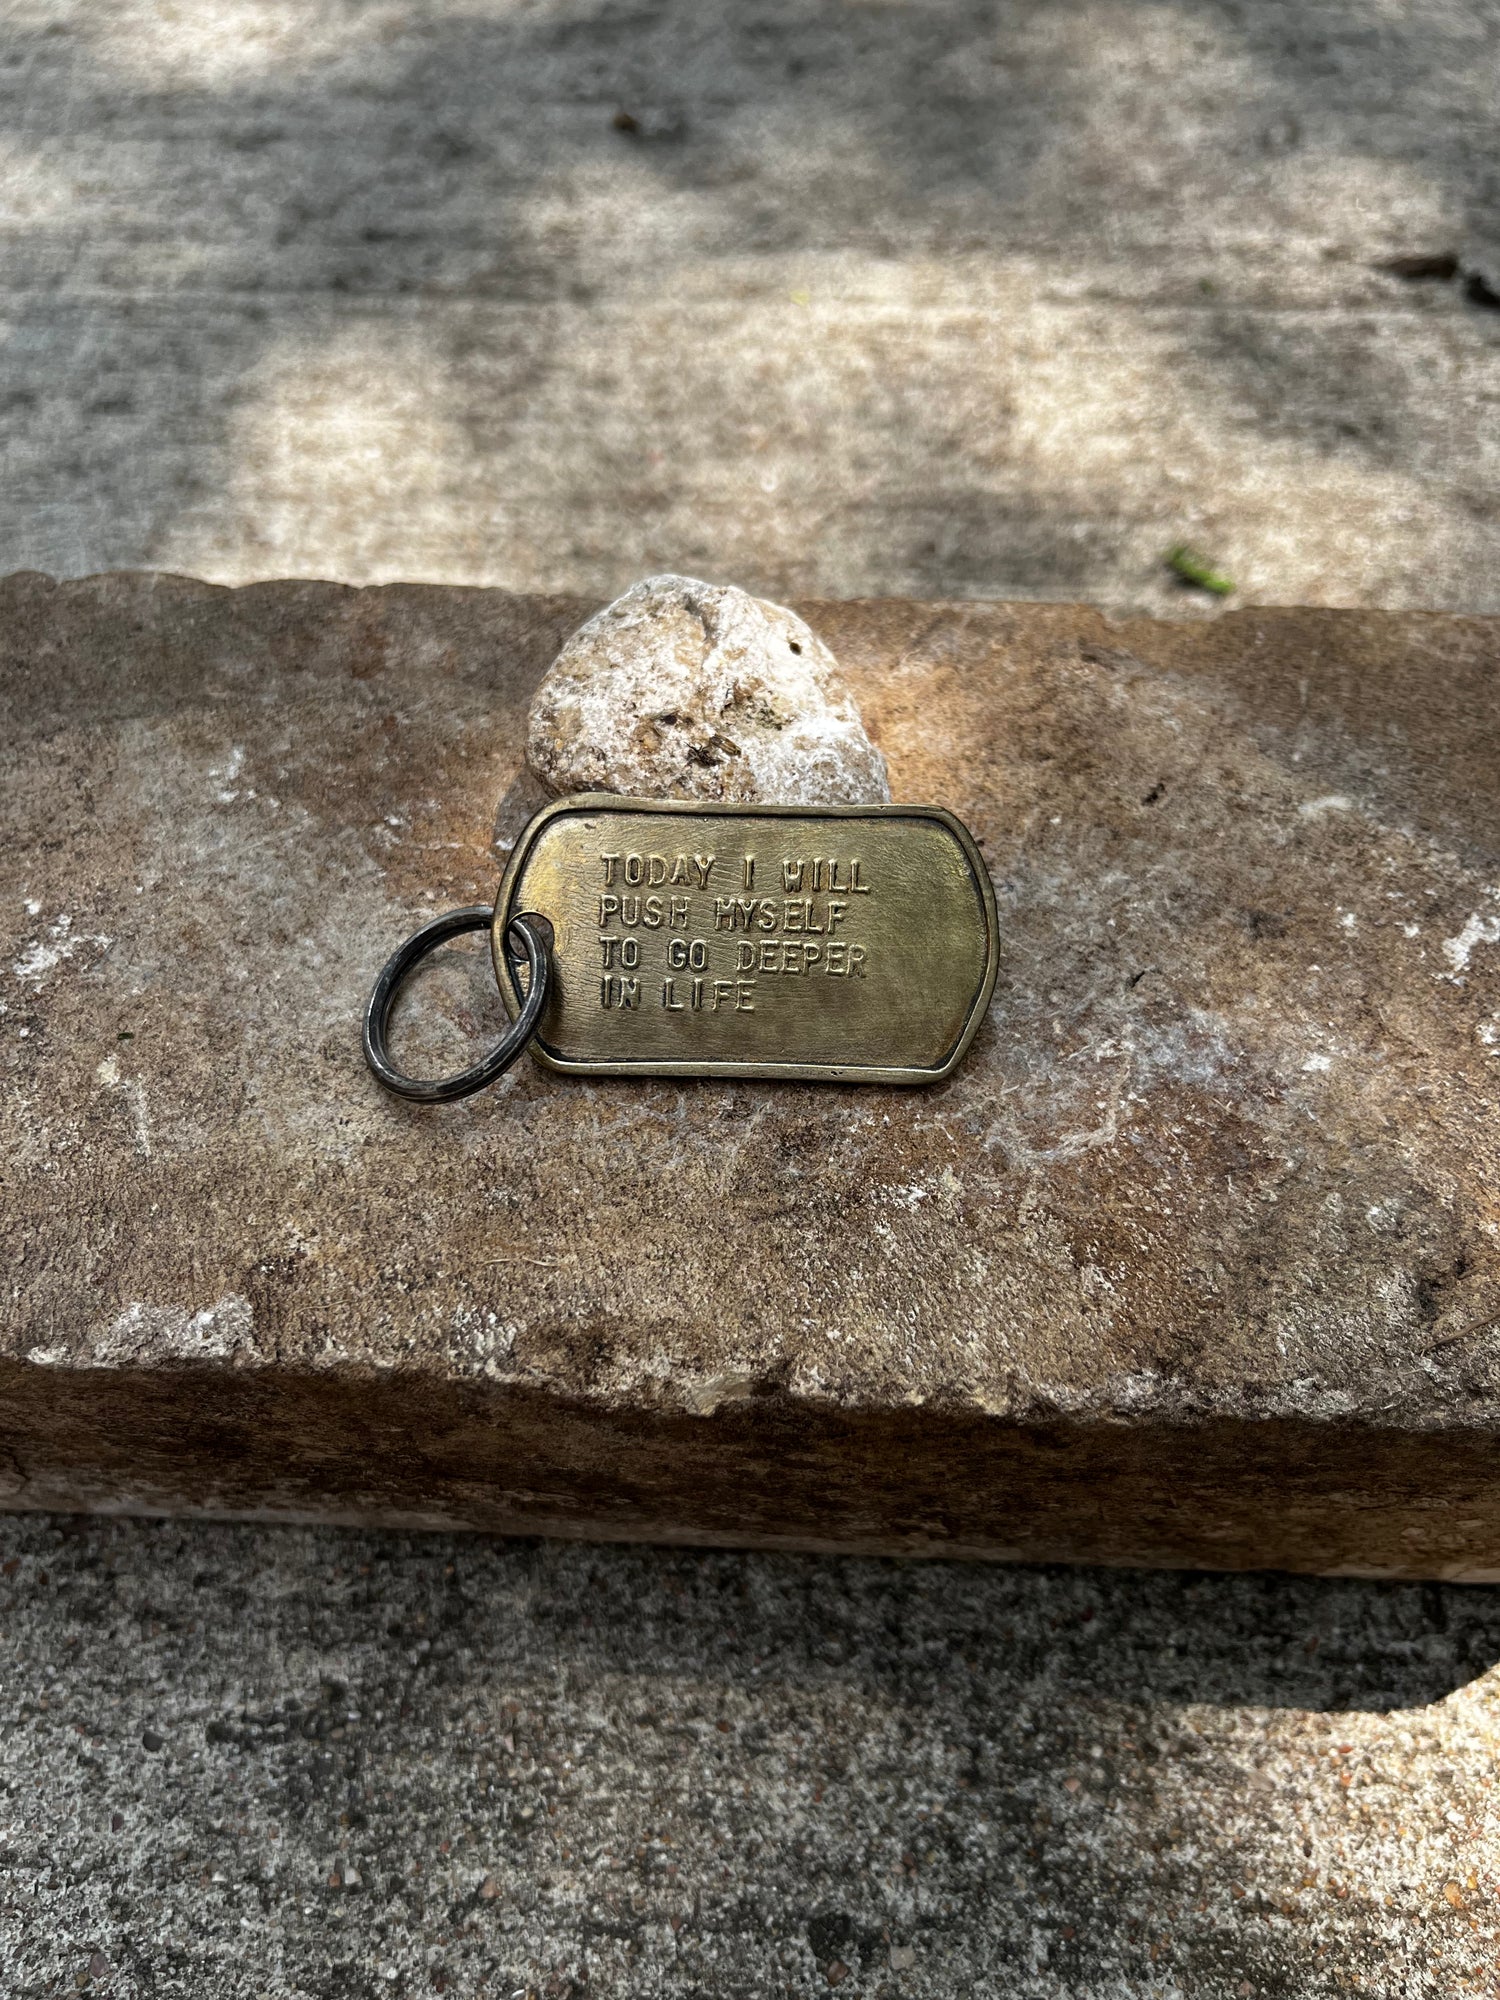 TODAY I WILL
PUSH MYSELF
TO GO DEEPER
IN LIFE